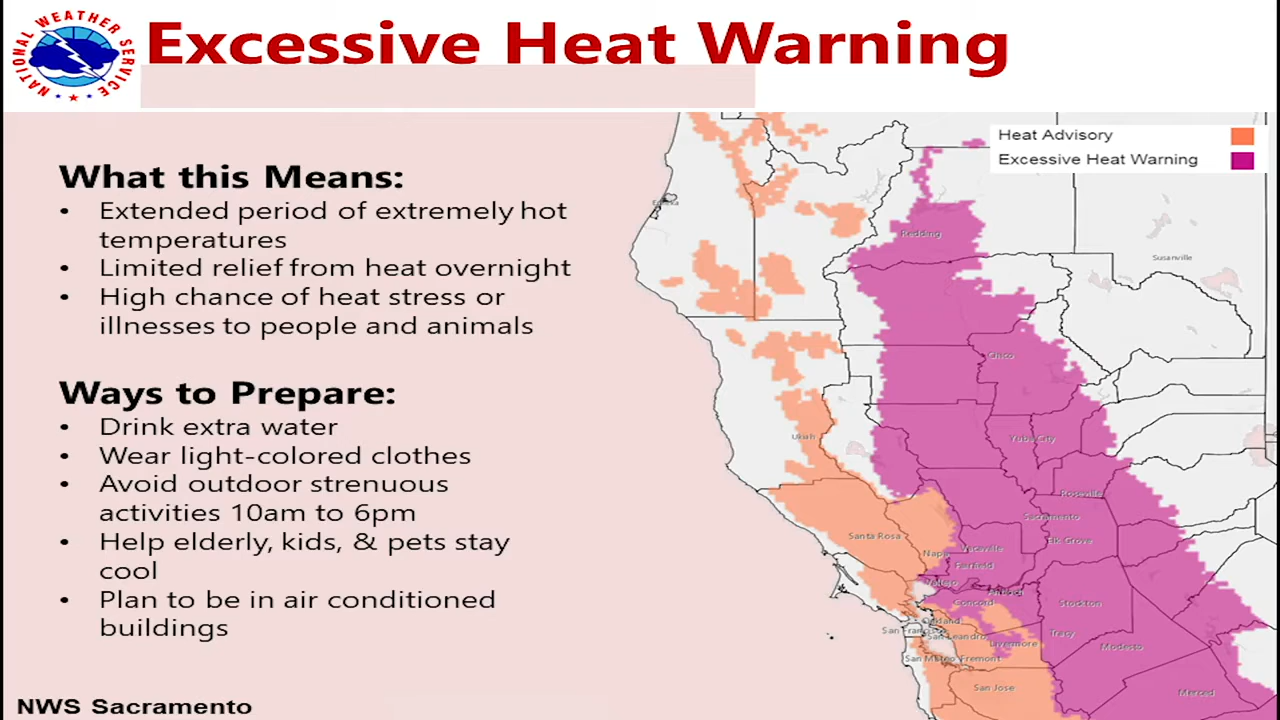 NATIONAL WEATHER SERVICE
Excessive Heat Warning
Heat Advisory
Excessive Heat Warning
What this Means:
• Extended period of extremely hot
temperatures
• Limited relief from heat overnight
• High chance of heat stress or
illnesses to people and animals
Ways to Prepare:
• Drink extra water
• Wear light-colored clothes
• Avoid outdoor strenuous
activities 10am to 6pm
• Help elderly, kids, & pets stay
cool
• Plan to be in air conditioned
buildings
NWS Sacramento
Eureka
Redding
Susanville
Chico
Ukiah
Yuba City
Roseville
Sacramento
Santa Rosa
Elk Grove
Napa
Vacaville
Fairfield
Vallejo
Antioch
Concord
Stockton
Oakland
San Francisco
San Leandro
Tracy
Livermore
Modesto
San Mateo
Fremont
San Jose
Merced